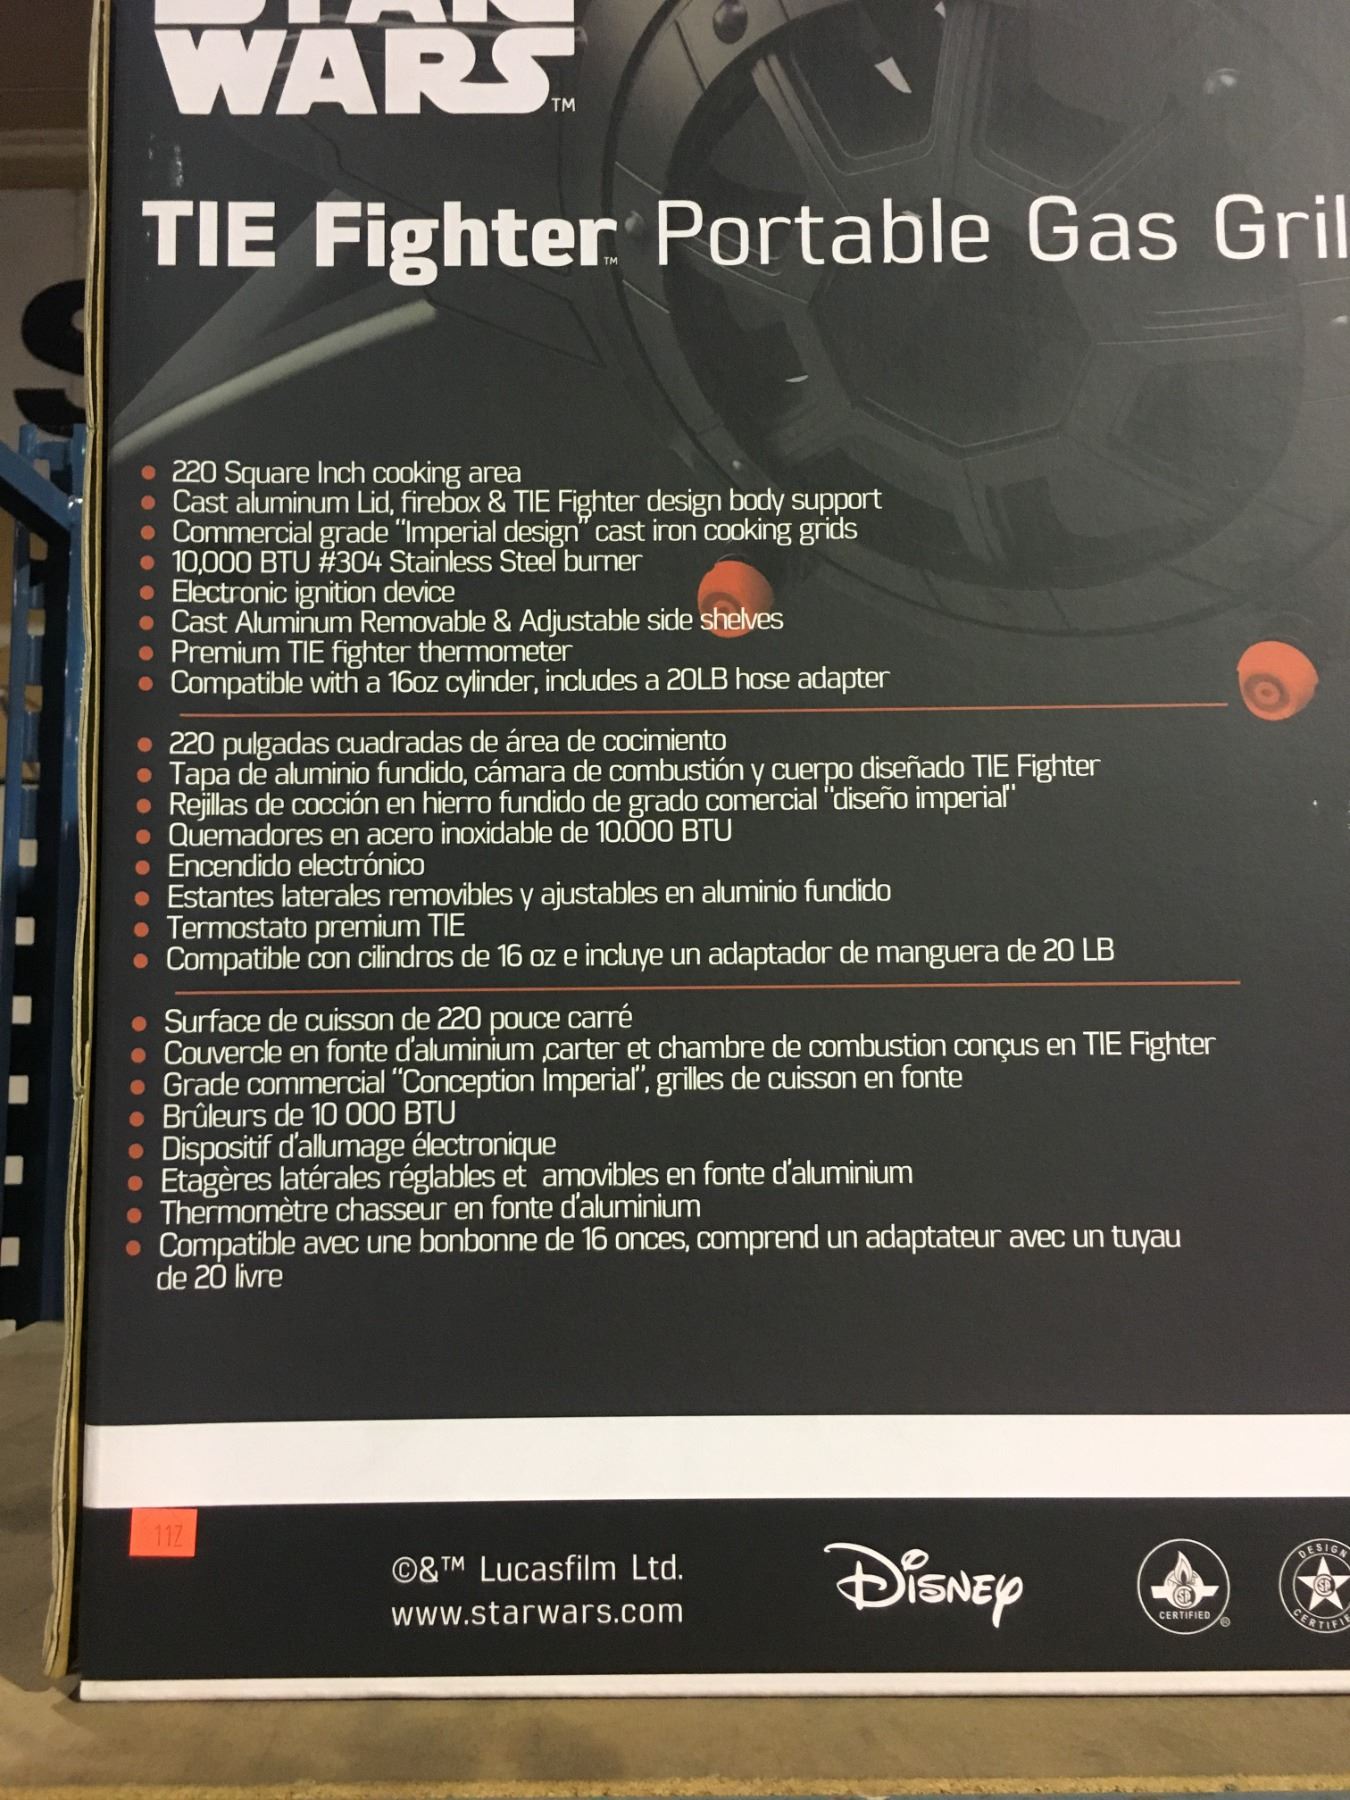 STAR
WARS™
TIE Fighter™ Portable Gas Gril
220 Square Inch cooking area
Cast aluminum Lid, firebox & TIE Fighter design body support
Commercial grade "Imperial design" cast iron cooking grids
10,000 BTU #304 Stainless Steel burner
Electronic ignition device
Cast Aluminum Removable & Adjustable side shelves
Premium TIE fighter thermometer
Compatible with a 16oz cylinder, includes a 20LB hose adapter
220 pulgadas cuadradas de área de cocimiento
Tapa de aluminio fundido, cámara de combustión y cuerpo diseñado TIE Fighter
Rejillas de cocción en hierro fundido de grado comercial "diseño imperial"
Quemadores en acero inoxidable de 10.000 BTU
Encendido electrónico
Estantes laterales removibles y ajustables en aluminio fundido
Termostato premium TIE
Compatible con cilindros de 16 oz e incluye un adaptador de manguera de 20 LB
Surface de cuisson de 220 pouce carré
Couvercle en fonte d'aluminium ,carter et chambre de combustion conçus en TIE Fighter
Grade commercial "Conception Imperial", grilles de cuisson en fonte
Brûleurs de 10 000 BTU
Dispositif d'allumage électronique
Etagères latérales réglables et amovibles en fonte d'aluminium
Thermomètre chasseur en fonte d'aluminium
Compatible avec une bonbonne de 16 onces, comprend un adaptateur avec un tuyau
de 20 livre
112
©&™ Lucasfilm Ltd.
www.starwars.com
Disney
CERTIFIED
®
DESIGN
CERTIFIE